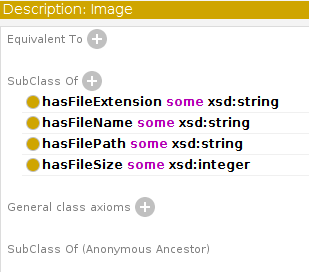 Description: Image
Equivalent To
SubClass Of
hasFileExtension some xsd:string
hasFileName some xsd:string
hasFilePath some xsd:string
hasFileSize some xsd:integer
General class axioms
SubClass Of (Anonymous Ancestor)